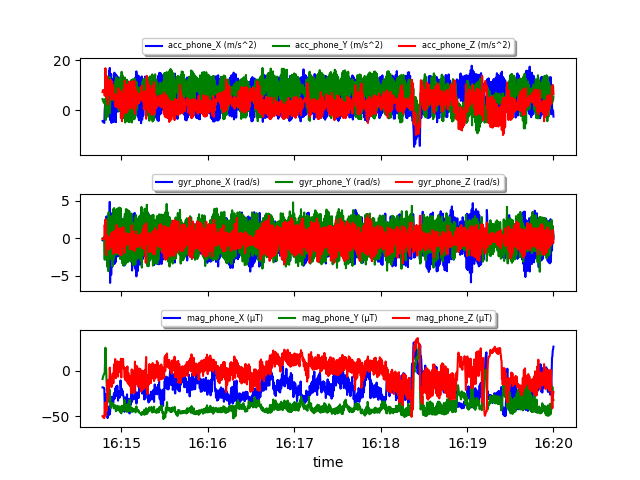 acc_phone_X (m/s^2) acc_phone_Y (m/s^2) acc_phone_Z (m/s^2)
20
0
gyr_phone_X (rad/s) gyr_phone_Y (rad/s) gyr_phone_Z (rad/s)
5
0
−5
mag_phone_X (μT) mag_phone_Y (μT) mag_phone_Z (μT)
0
−50
16:15 16:16 16:17 16:18 16:19 16:20
time